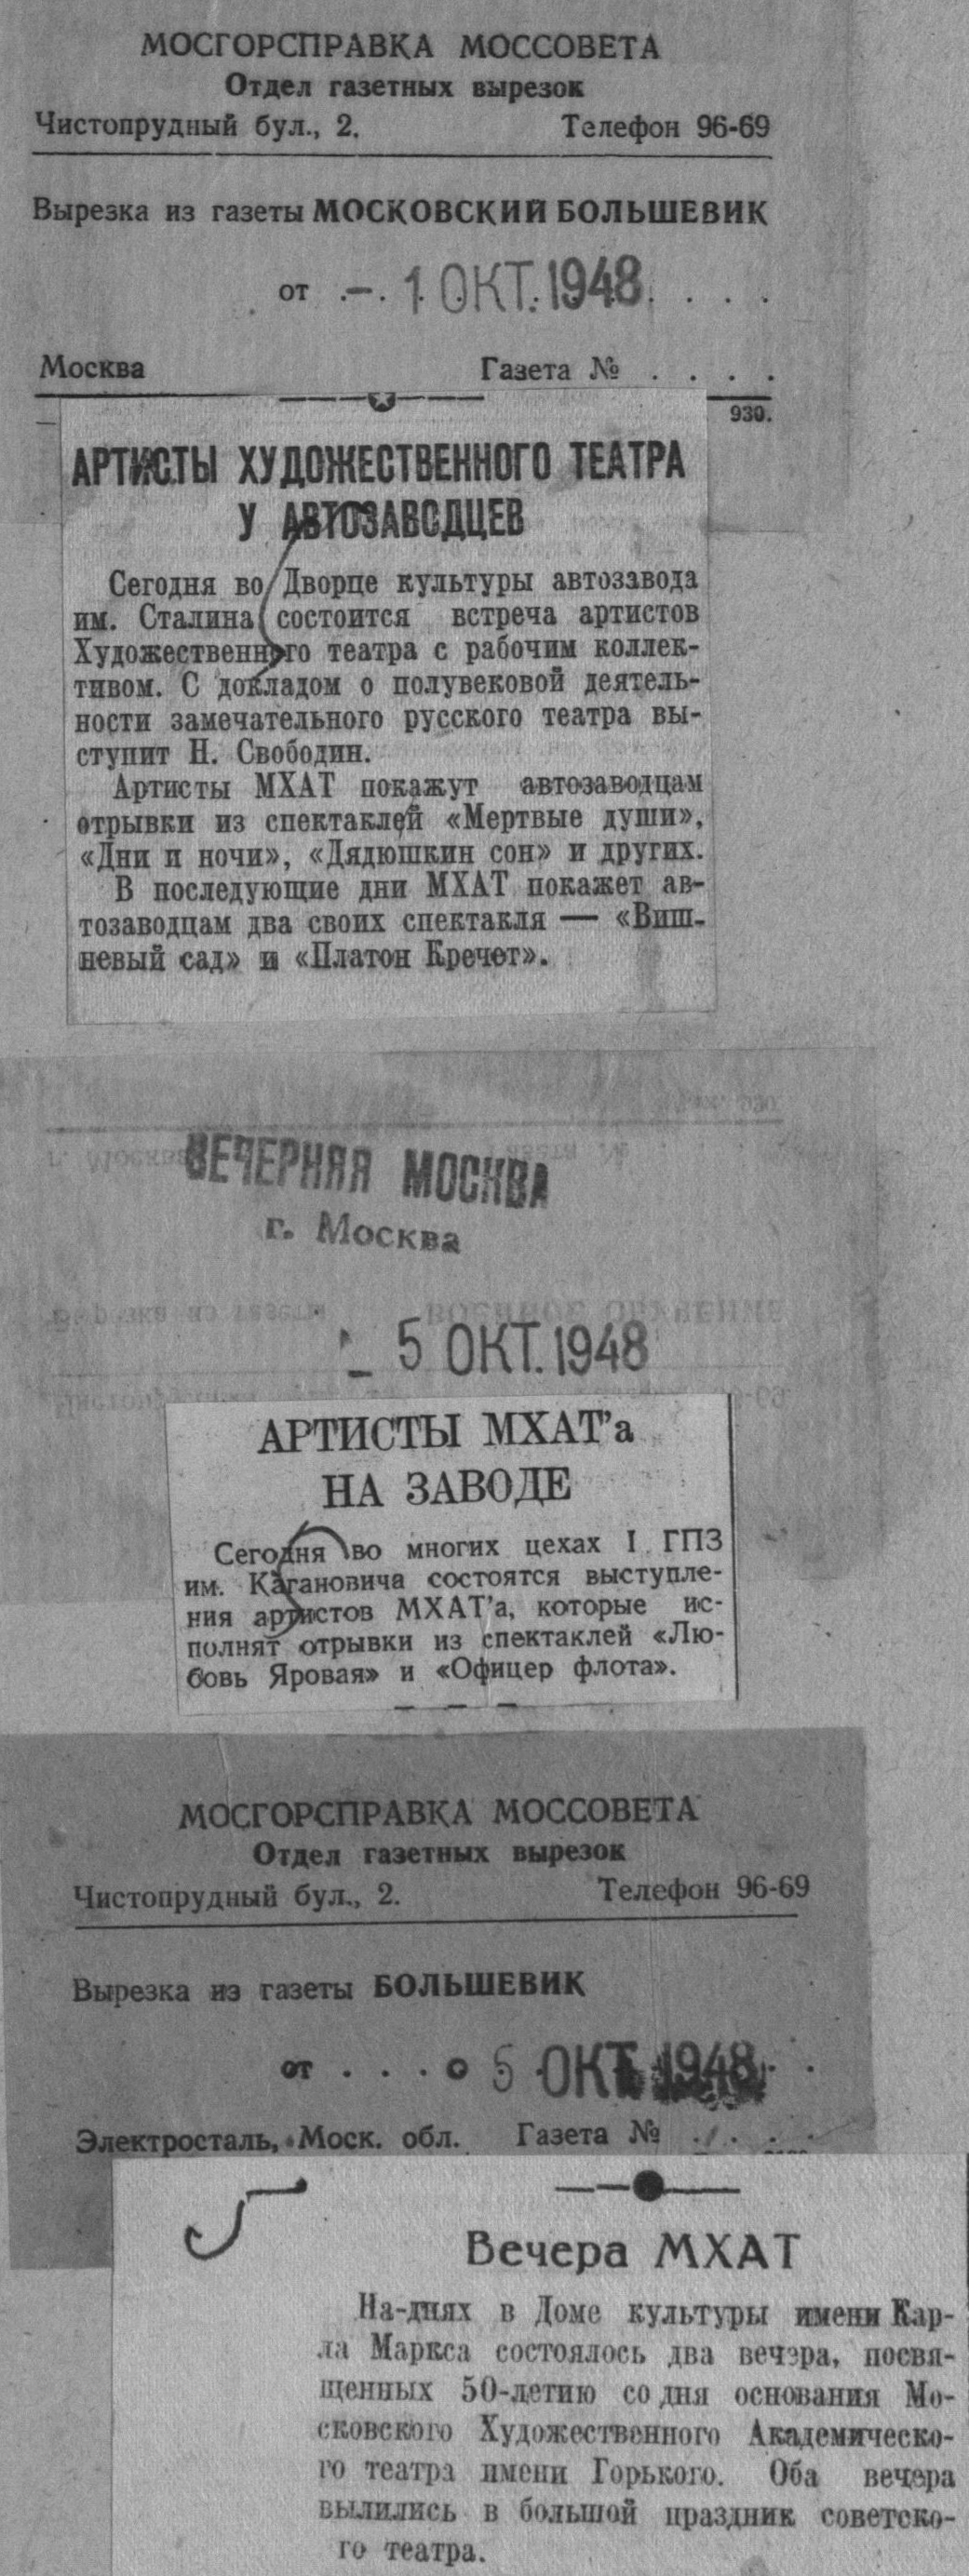 МОСГОРСПРАВКА МОССОВЕТА
Отдел газетных вырезок
Чистопрудный бул., 2. Телефон 96-69
Вырезка из газеты МОСКОВСКИЙ БОЛЬШЕВИК
от . -1 ОКТ. 1948 . . . .
Москва Газета № . . . .
930.
АРТИСТЫ ХУДОЖЕСТВЕННОГО ТЕАТРА
У АВТОЗАВОДЦЕВ
Сегодня во Дворце культуры автозавода
им. Сталина состоится встреча артистов
Художественного театра с рабочим коллек-
тивом. С докладом о полувековой деятель-
ности замечательного русского театра вы-
ступит Н. Свободин.
Артисты МХАТ покажут автозаводцам
отрывки из спектаклей «Мертвые души»,
«Дни и ночи», «Дядюшкин сон» и других.
В последующие дни МХАТ покажет ав-
тозаводцам два своих спектакля — «Виш-
невый сад» и «Платон Кречет».
ВЕЧЕРНЯЯ МОСКВА
г. Москва
- 5 ОКТ. 1948
АРТИСТЫ МХАТ'а
НА ЗАВОДЕ
Сегодня во многих цехах I ГПЗ
им. Кагановича состоятся выступле-
ния артистов МХАТ'а, которые ис-
полнят отрывки из спектаклей «Лю-
бовь Яровая» и «Офицер флота».
МОСГОРСПРАВКА МОССОВЕТА
Отдел газетных вырезок
Чистопрудный бул., 2. Телефон 96-69
Вырезка из газеты БОЛЬШЕВИК
от . . . . 5 ОКТ. 1948 . .
Электросталь, Моск. обл. Газета № . . . .
Вечера МХАТ
На-днях в Доме культуры имени Кар-
ла Маркса состоялось два вечера, посвя-
щенных 50-летию со дня основания Мо-
сковского Художественного Академическо-
го театра имени Горького. Оба вечера
вылились в большой праздник советско-
го театра.